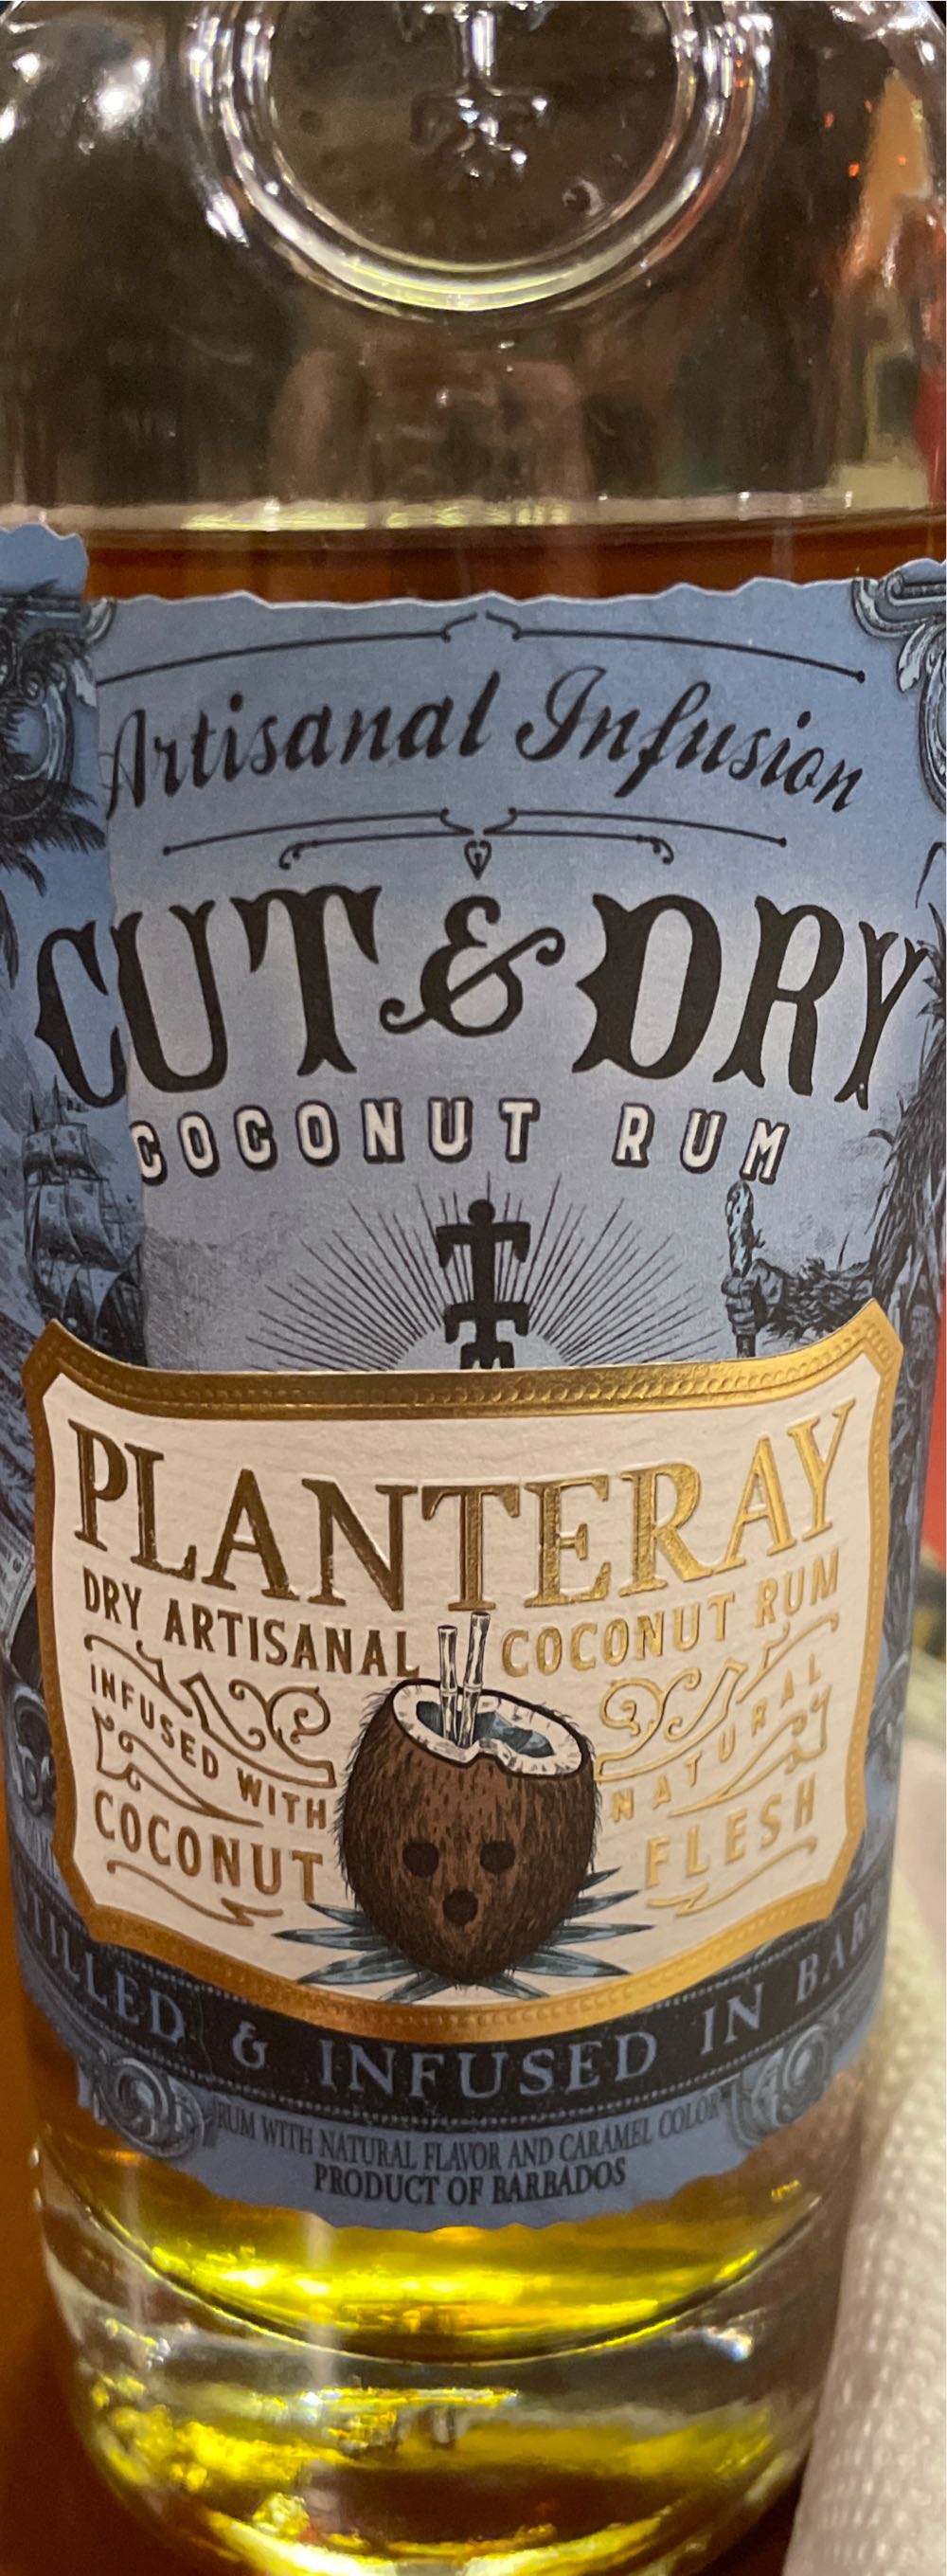 Artisanal Infusion
CUT & DRY
COCONUT RUM
PLANTERAY
DRY ARTISANAL COCONUT RUM
INFUSED WITH NATURAL
COCONUT FLESH
& INFUSED IN
RUM WITH NATURAL FLAVOR AND CARAMEL COLOR
PRODUCT OF BARBADOS